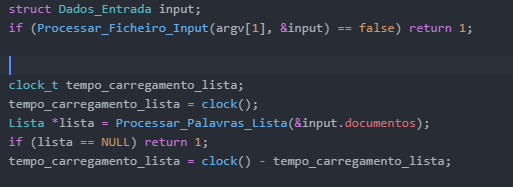 struct Dados_Entrada input;
if (Processar_Ficheiro_Input(argv[1], &input) == false) return 1;
clock_t tempo_carregamento_lista;
tempo_carregamento_lista = clock();
Lista *lista = Processar_Palavras_Lista(&input.documentos);
if (lista == NULL) return 1;
tempo_carregamento_lista = clock() - tempo_carregamento_lista;